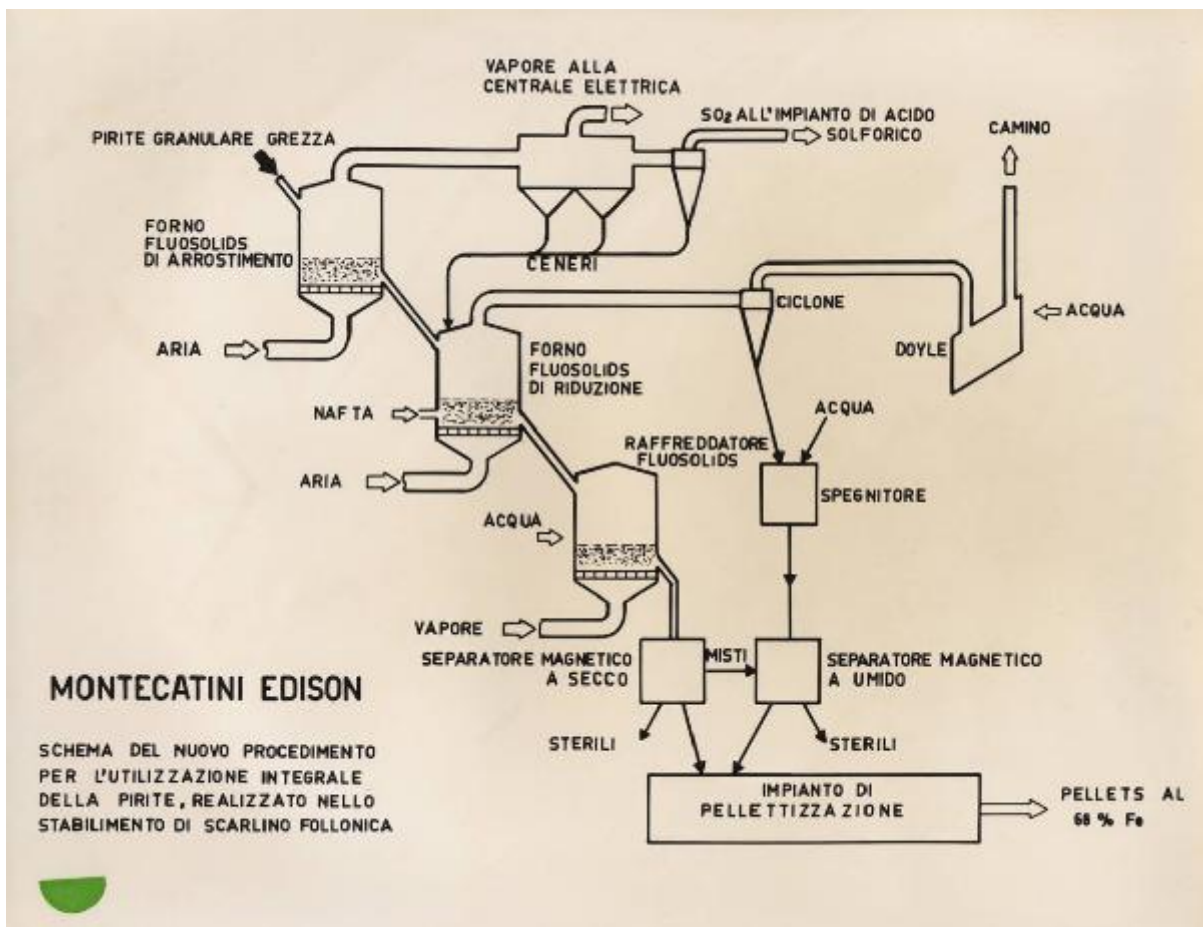 VAPORE ALLA
CENTRALE ELETTRICA
SO₂ ALL'IMPIANTO DI ACIDO
SOLFORICO
CAMINO
PIRITE GRANULARE GREZZA
FORNO
FLUOSOLIDS
DI ARROSTIMENTO
CENERI
CICLONE
ACQUA
DOYLE
ARIA
FORNO
FLUOSOLIDS
DI RIDUZIONE
NAFTA
ACQUA
RAFFREDDATORE
FLUOSOLIDS
ARIA
SPEGNITORE
ACQUA
VAPORE
SEPARATORE MAGNETICO
A SECCO
MISTI
SEPARATORE MAGNETICO
A UMIDO
MONTECATINI EDISON
STERILI
STERILI
SCHEMA DEL NUOVO PROCEDIMENTO
PER L'UTILIZZAZIONE INTEGRALE
DELLA PIRITE, REALIZZATO NELLO
STABILIMENTO DI SCARLINO FOLLONICA
IMPIANTO DI
PELLETTIZZAZIONE
PELLETS AL
68 % Fe